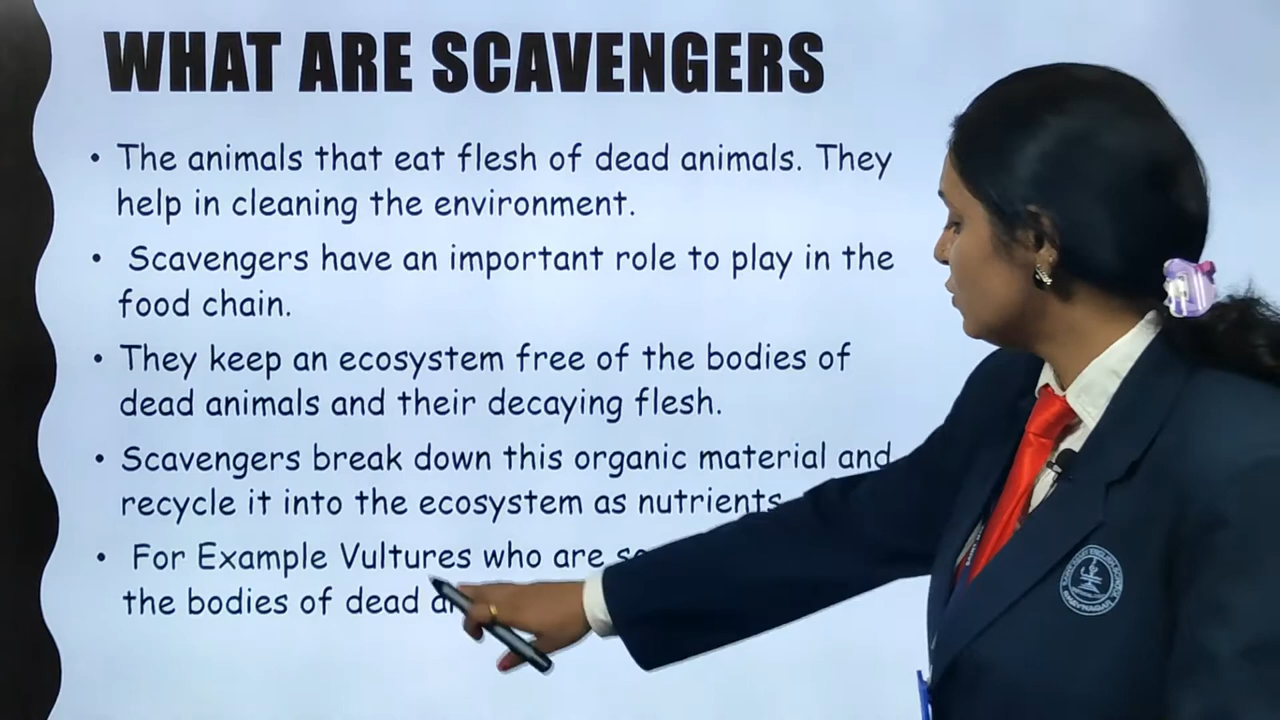 WHAT ARE SCAVENGERS
• The animals that eat flesh of dead animals. They
help in cleaning the environment.
• Scavengers have an important role to play in the
food chain.
• They keep an ecosystem free of the bodies of
dead animals and their decaying flesh.
• Scavengers break down this organic material and
recycle it into the ecosystem as nutrients
• For Example Vultures who are
the bodies of dead